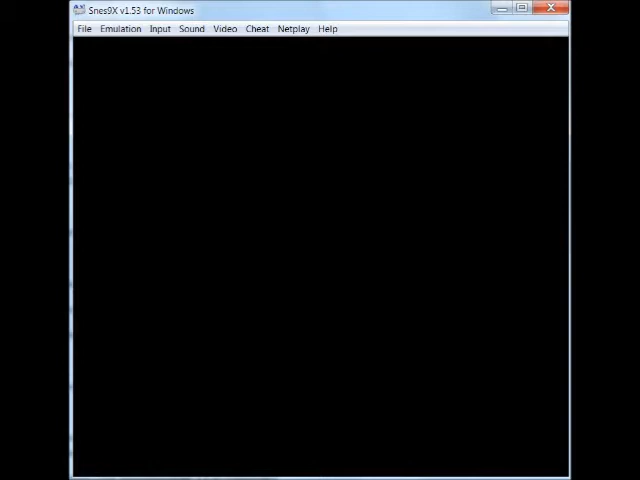 Snes9X v1.53 for Windows
File Emulation Input Sound Video Cheat Netplay Help